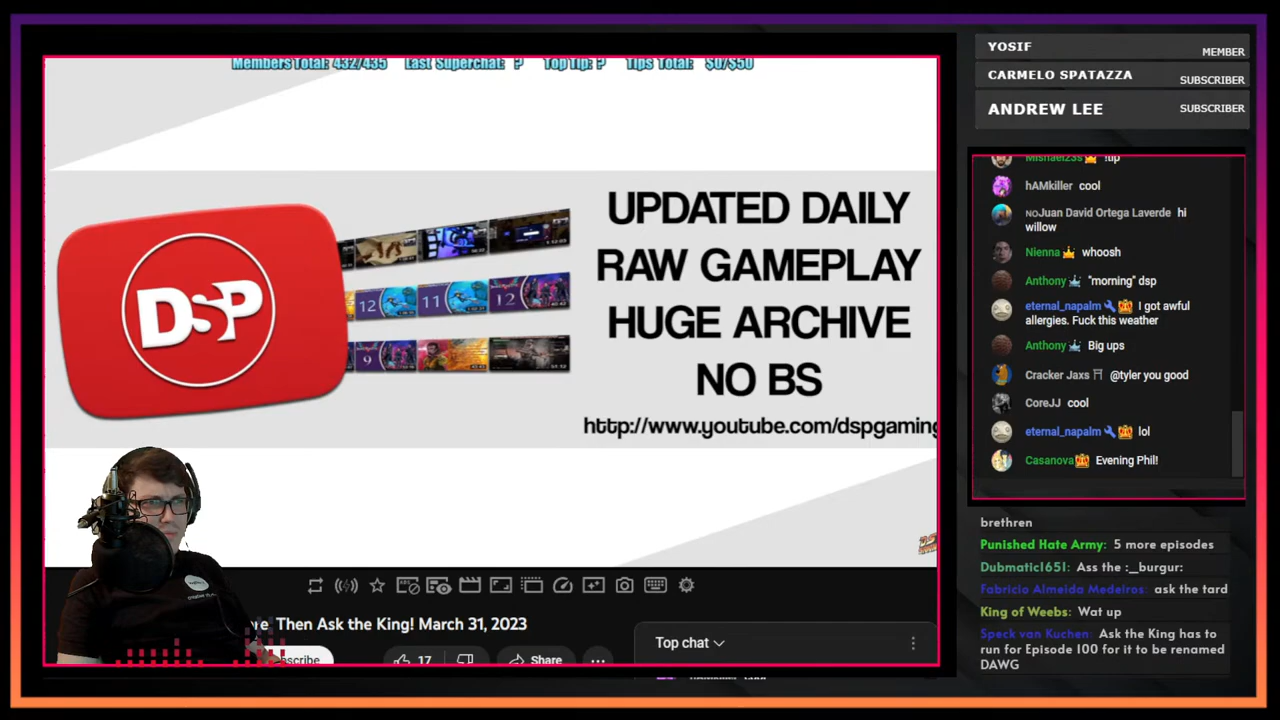 Members Total: 432/435 Last Superchat: ? Top Tip: ? Tips Total: $0/$50
DSP
UPDATED DAILY
RAW GAMEPLAY
HUGE ARCHIVE
NO BS
http://www.youtube.com/dspgaming
12 11 12
9
Then Ask the King! March 31, 2023
17
Share
Top chat
YOSIF MEMBER
CARMELO SPATAZZA SUBSCRIBER
ANDREW LEE SUBSCRIBER
!tip
hAMkiller cool
NOJuan David Ortega Laverde hi
willow
Nienna whoosh
Anthony "morning" dsp
eternal_napalm I got awful
allergies. Fuck this weather
Anthony Big ups
Cracker Jaxs @tyler you good
CoreJJ cool
eternal_napalm lol
Casanova Evening Phil!
brethren
Punished Hate Army: 5 more episodes
Dubmatic1651: Ass the :__burgur:
Fabricio Almeida Medeiros: ask the tard
King of Weebs: Wat up
Speck van Kuchen: Ask the King has to
run for Episode 100 for it to be renamed
DAWG